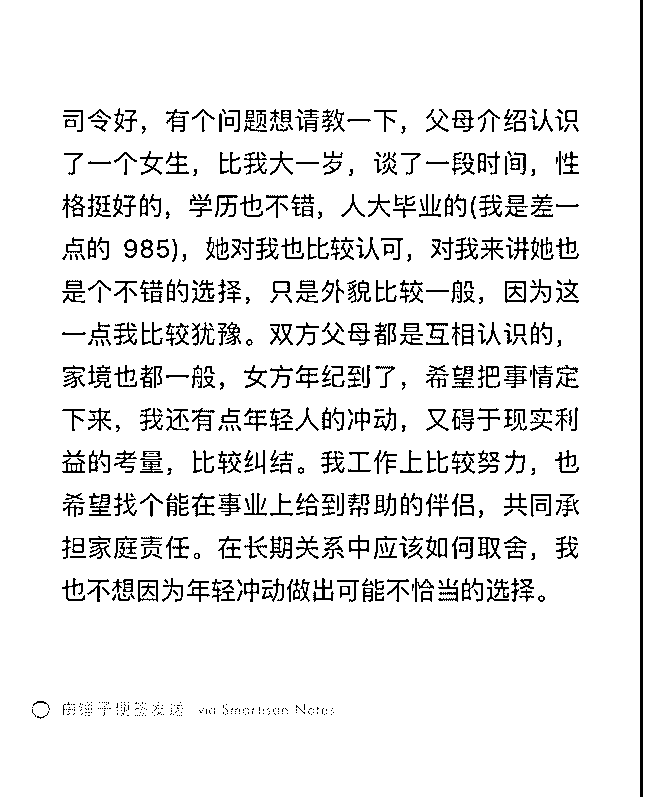 司令好，有个问题想请教一下，父母介绍认识
了一个女生，比我大一岁，谈了一段时间，性
格挺好的，学历也不错，人大毕业的(我是差一
点的 985)，她对我也比较认可，对我来讲她也
是个不错的选择，只是外貌比较一般，因为这
一点我比较犹豫。双方父母都是互相认识的，
家境也都一般，女方年纪到了，希望把事情定
下来，我还有点年轻人的冲动，又碍于现实利
益的考量，比较纠结。我工作上比较努力，也
希望找个能在事业上给到帮助的伴侣，共同承
担家庭责任。在长期关系中应该如何取舍，我
也不想因为年轻冲动做出可能不恰当的选择。
由锤子便签发送 via Smartisan Notes